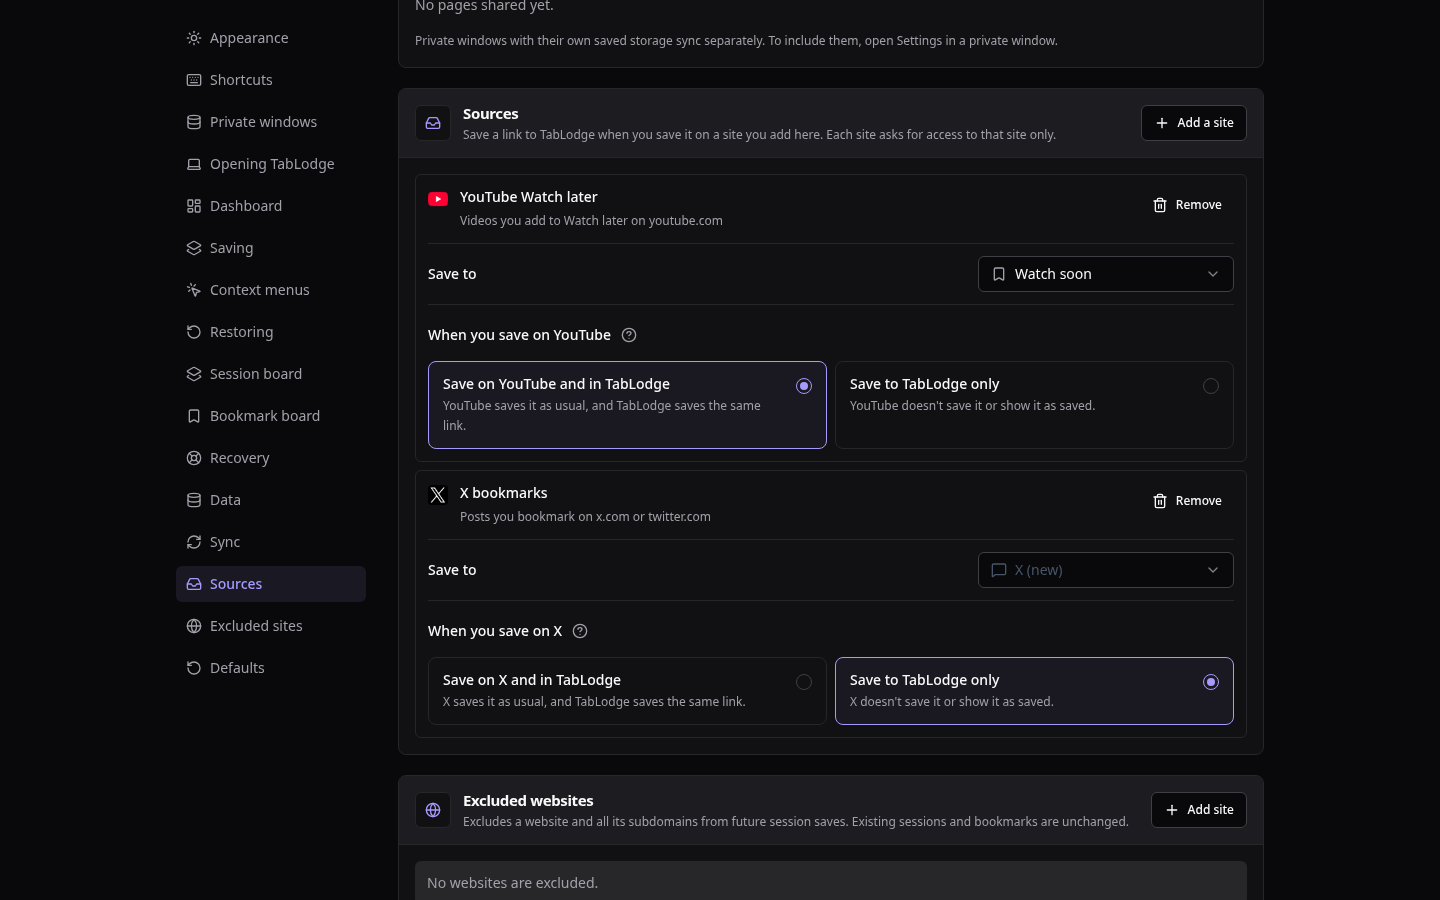 No pages shared yet.
Private windows with their own saved storage sync separately. To include them, open Settings in a private window.
Appearance
Shortcuts
Private windows
Opening TabLodge
Dashboard
Saving
Context menus
Restoring
Session board
Bookmark board
Recovery
Data
Sync
Sources
Excluded sites
Defaults
Sources
Save a link to TabLodge when you save it on a site you add here. Each site asks for access to that site only.
Add a site
YouTube Watch later
Videos you add to Watch later on youtube.com
Remove
Save to
Watch soon
When you save on YouTube
Save on YouTube and in TabLodge
YouTube saves it as usual, and TabLodge saves the same
link.
Save to TabLodge only
YouTube doesn't save it or show it as saved.
X bookmarks
Posts you bookmark on x.com or twitter.com
Remove
Save to
X (new)
When you save on X
Save on X and in TabLodge
X saves it as usual, and TabLodge saves the same link.
Save to TabLodge only
X doesn't save it or show it as saved.
Excluded websites
Excludes a website and all its subdomains from future session saves. Existing sessions and bookmarks are unchanged.
Add site
No websites are excluded.